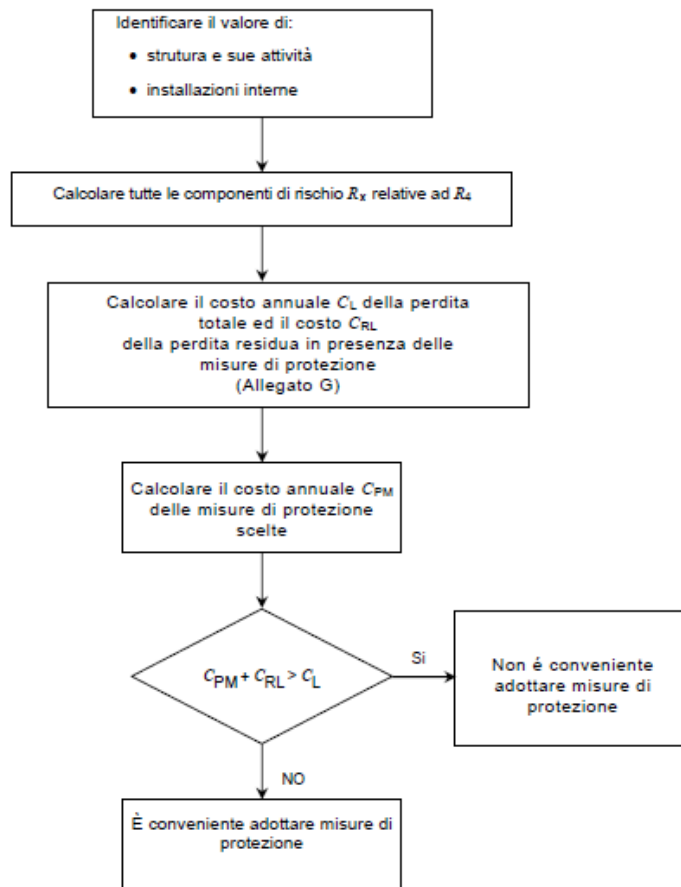 Identificare il valore di:
• strutura e sue attività
• installazioni interne
Calcolare tutte le componenti di rischio Rx relative ad R4
Calcolare il costo annuale CL della perdita
totale ed il costo CRL
della perdita residua in presenza delle
misure di protezione
(Allegato G)
Calcolare il costo annuale CPM
delle misure di protezione
scelte
CPM + CRL > CL
Si
Non é conveniente
adottare misure di
protezione
NO
È conveniente adottare misure di
protezione